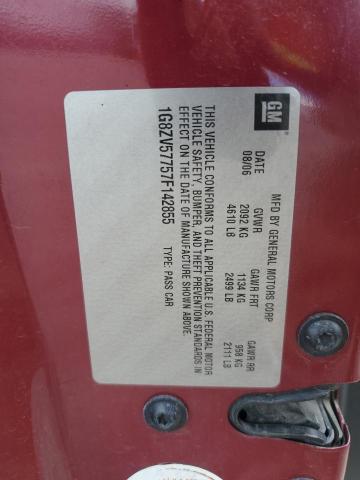 GM
MFD BY GENERAL MOTORS CORP
DATE GVWR GAWR FRT GAWR RR
08/06 2092 KG 1134 KG 958 KG
4610 LB 2499 LB 2111 LB
THIS VEHICLE CONFORMS TO ALL APPLICABLE U.S. FEDERAL MOTOR
VEHICLE SAFETY, BUMPER, AND THEFT PREVENTION STANDARDS IN
EFFECT ON THE DATE OF MANUFACTURE SHOWN ABOVE.
1G8ZV57757F142855 TYPE: PASS CAR